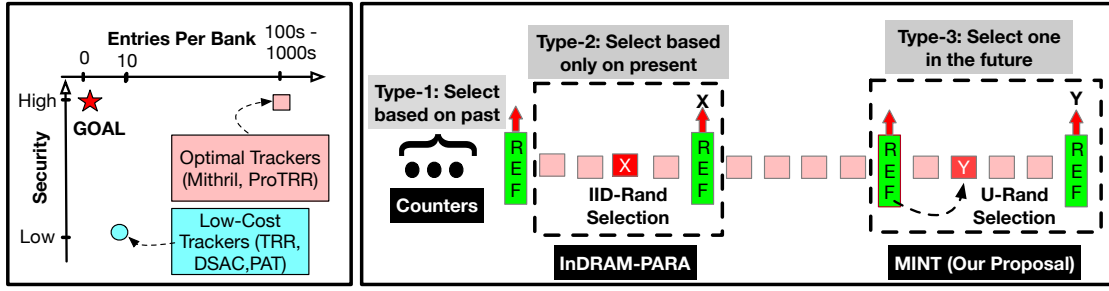 Entries Per Bank
100s -
1000s
0
10
High
GOAL
Security
Low
Optimal Trackers
(Mithril, ProTRR)
Low-Cost
Trackers (TRR,
DSAC,PAT)
Type-1: Select
based on past
Counters
Type-2: Select based
only on present
X
REF
X
REF
IID-Rand
Selection
InDRAM-PARA
Type-3: Select one
in the future
Y
REF
Y
REF
U-Rand
Selection
MINT (Our Proposal)